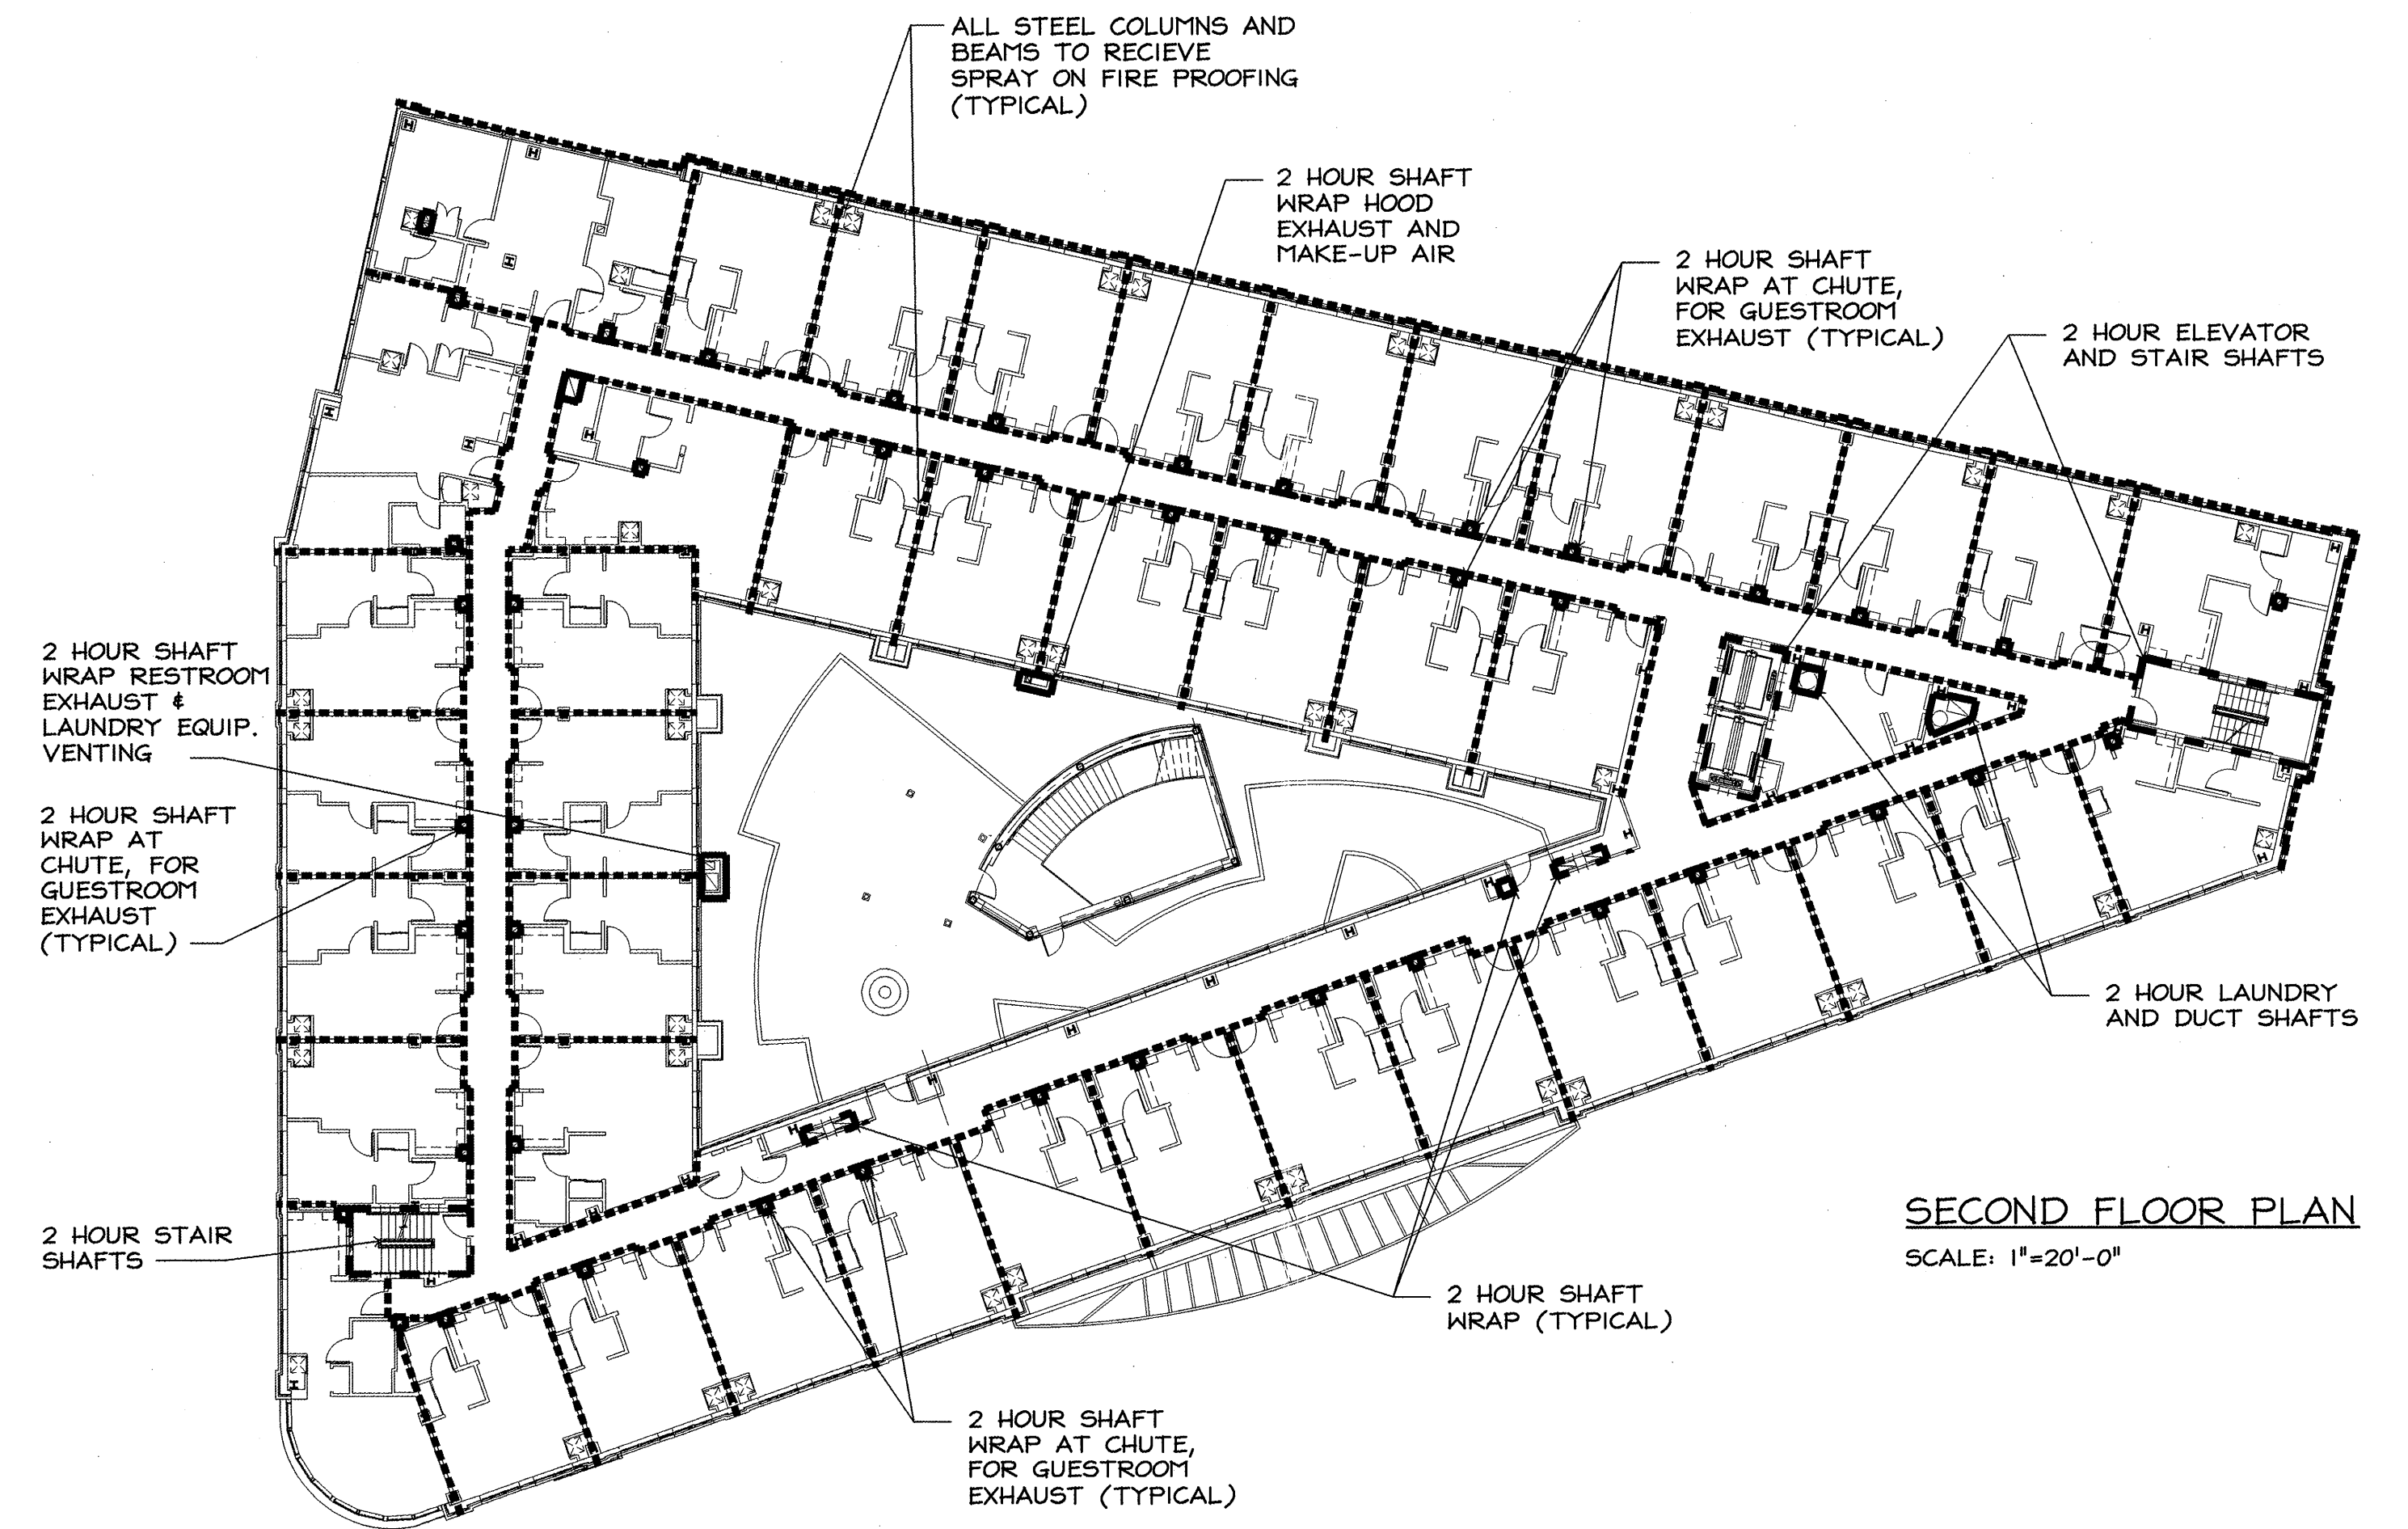 ALL STEEL COLUMNS AND
BEAMS TO RECIEVE
SPRAY ON FIRE PROOFING
(TYPICAL)
2 HOUR SHAFT
WRAP HOOD
EXHAUST AND
MAKE-UP AIR
2 HOUR SHAFT
WRAP AT CHUTE,
FOR GUESTROOM
EXHAUST (TYPICAL)
2 HOUR ELEVATOR
AND STAIR SHAFTS
2 HOUR SHAFT
WRAP RESTROOM
EXHAUST &
LAUNDRY EQUIP.
VENTING
2 HOUR SHAFT
WRAP AT
CHUTE, FOR
GUESTROOM
EXHAUST
(TYPICAL)
2 HOUR STAIR
SHAFTS
2 HOUR LAUNDRY
AND DUCT SHAFTS
2 HOUR SHAFT
WRAP (TYPICAL)
2 HOUR SHAFT
WRAP AT CHUTE,
FOR GUESTROOM
EXHAUST (TYPICAL)
SECOND FLOOR PLAN
SCALE: 1"=20'-0"